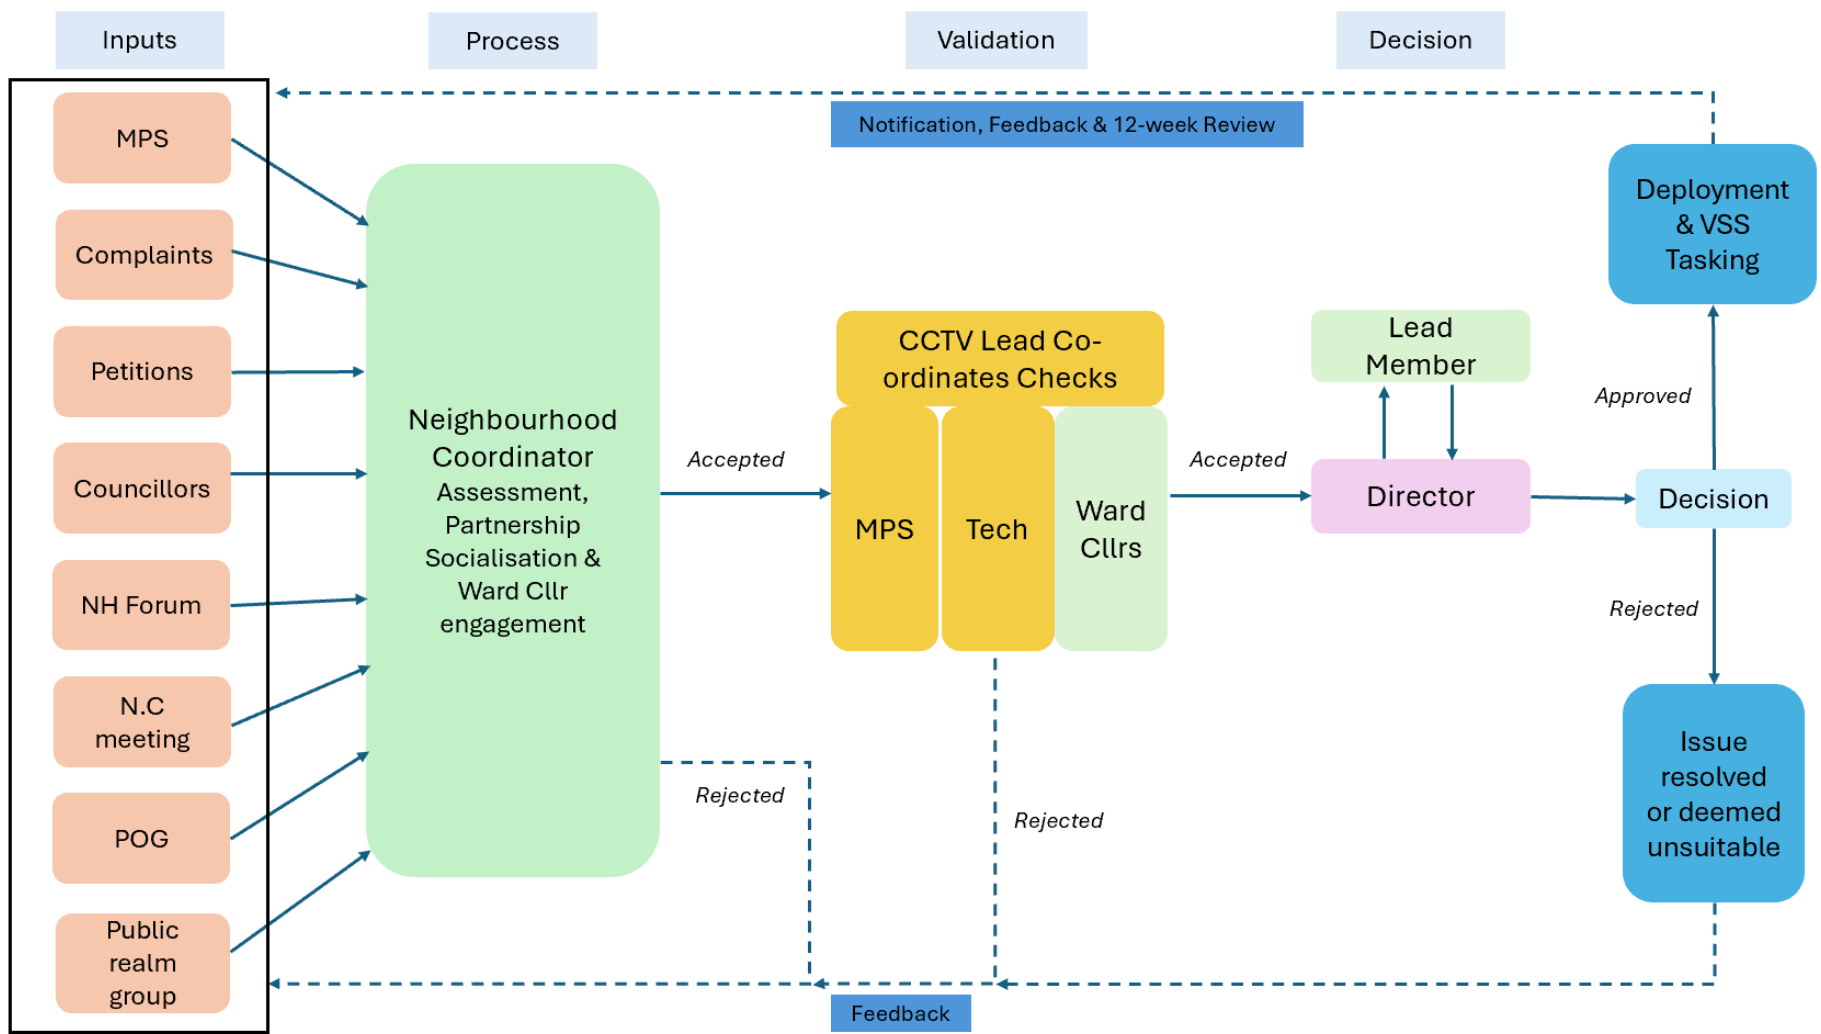 Inputs
Process
Validation
Decision
Notification, Feedback & 12-week Review
MPS
Complaints
Petitions
Councillors
NH Forum
N.C
meeting
POG
Public
realm
group
Neighbourhood
Coordinator
Assessment,
Partnership
Socialisation &
Ward Cllr
engagement
Accepted
Rejected
CCTV Lead Co-
ordinates Checks
MPS
Tech
Ward
Cllrs
Rejected
Accepted
Lead
Member
Director
Decision
Approved
Deployment
& VSS
Tasking
Rejected
Issue
resolved
or deemed
unsuitable
Feedback